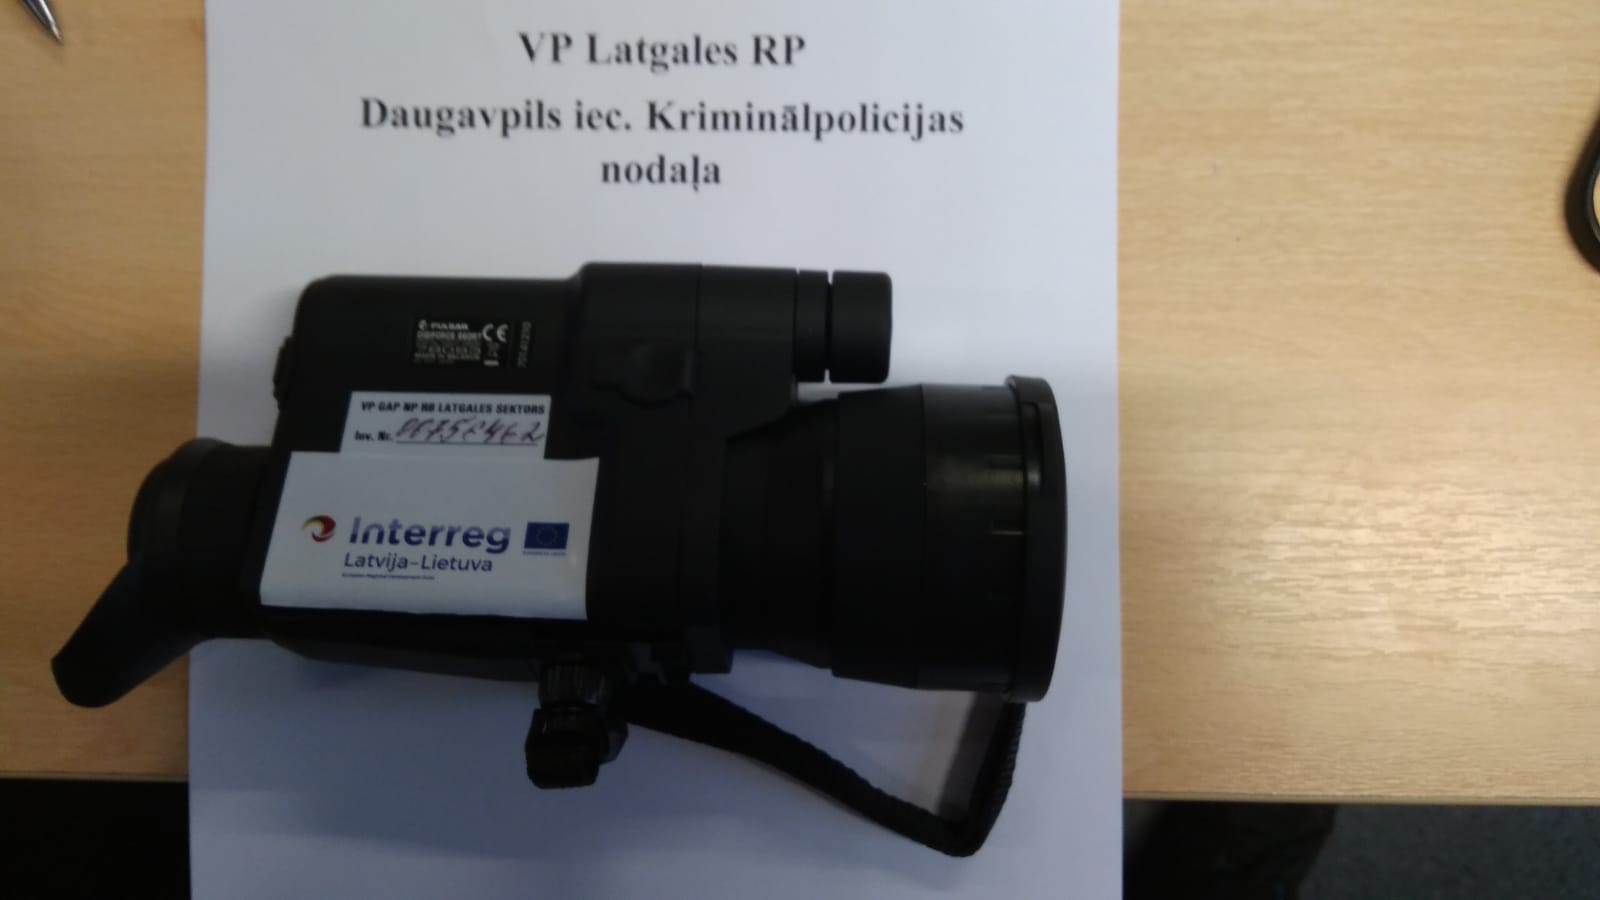 VP Latgales RP
Daugavpils iec. Kriminālpolicijas
nodaļa
PULSAR
CE
VP GAP NP NB LATGALES SEKTORS
Inv. Nr.
Interreg
Latvija-Lietuva